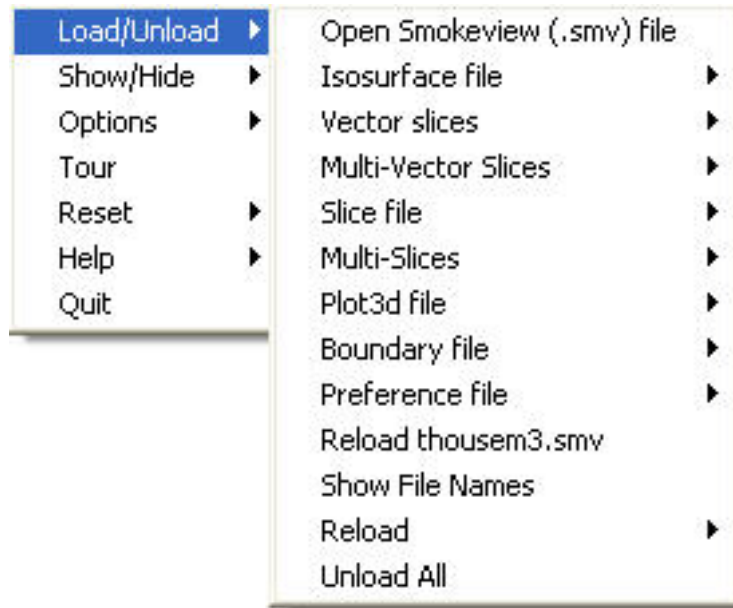 Load/Unload
Show/Hide
Options
Tour
Reset
Help
Quit
Open Smokeview (.smv) file
Isosurface file
Vector slices
Multi-Vector Slices
Slice file
Multi-Slices
Plot3d file
Boundary file
Preference file
Reload thousem3.smv
Show File Names
Reload
Unload All